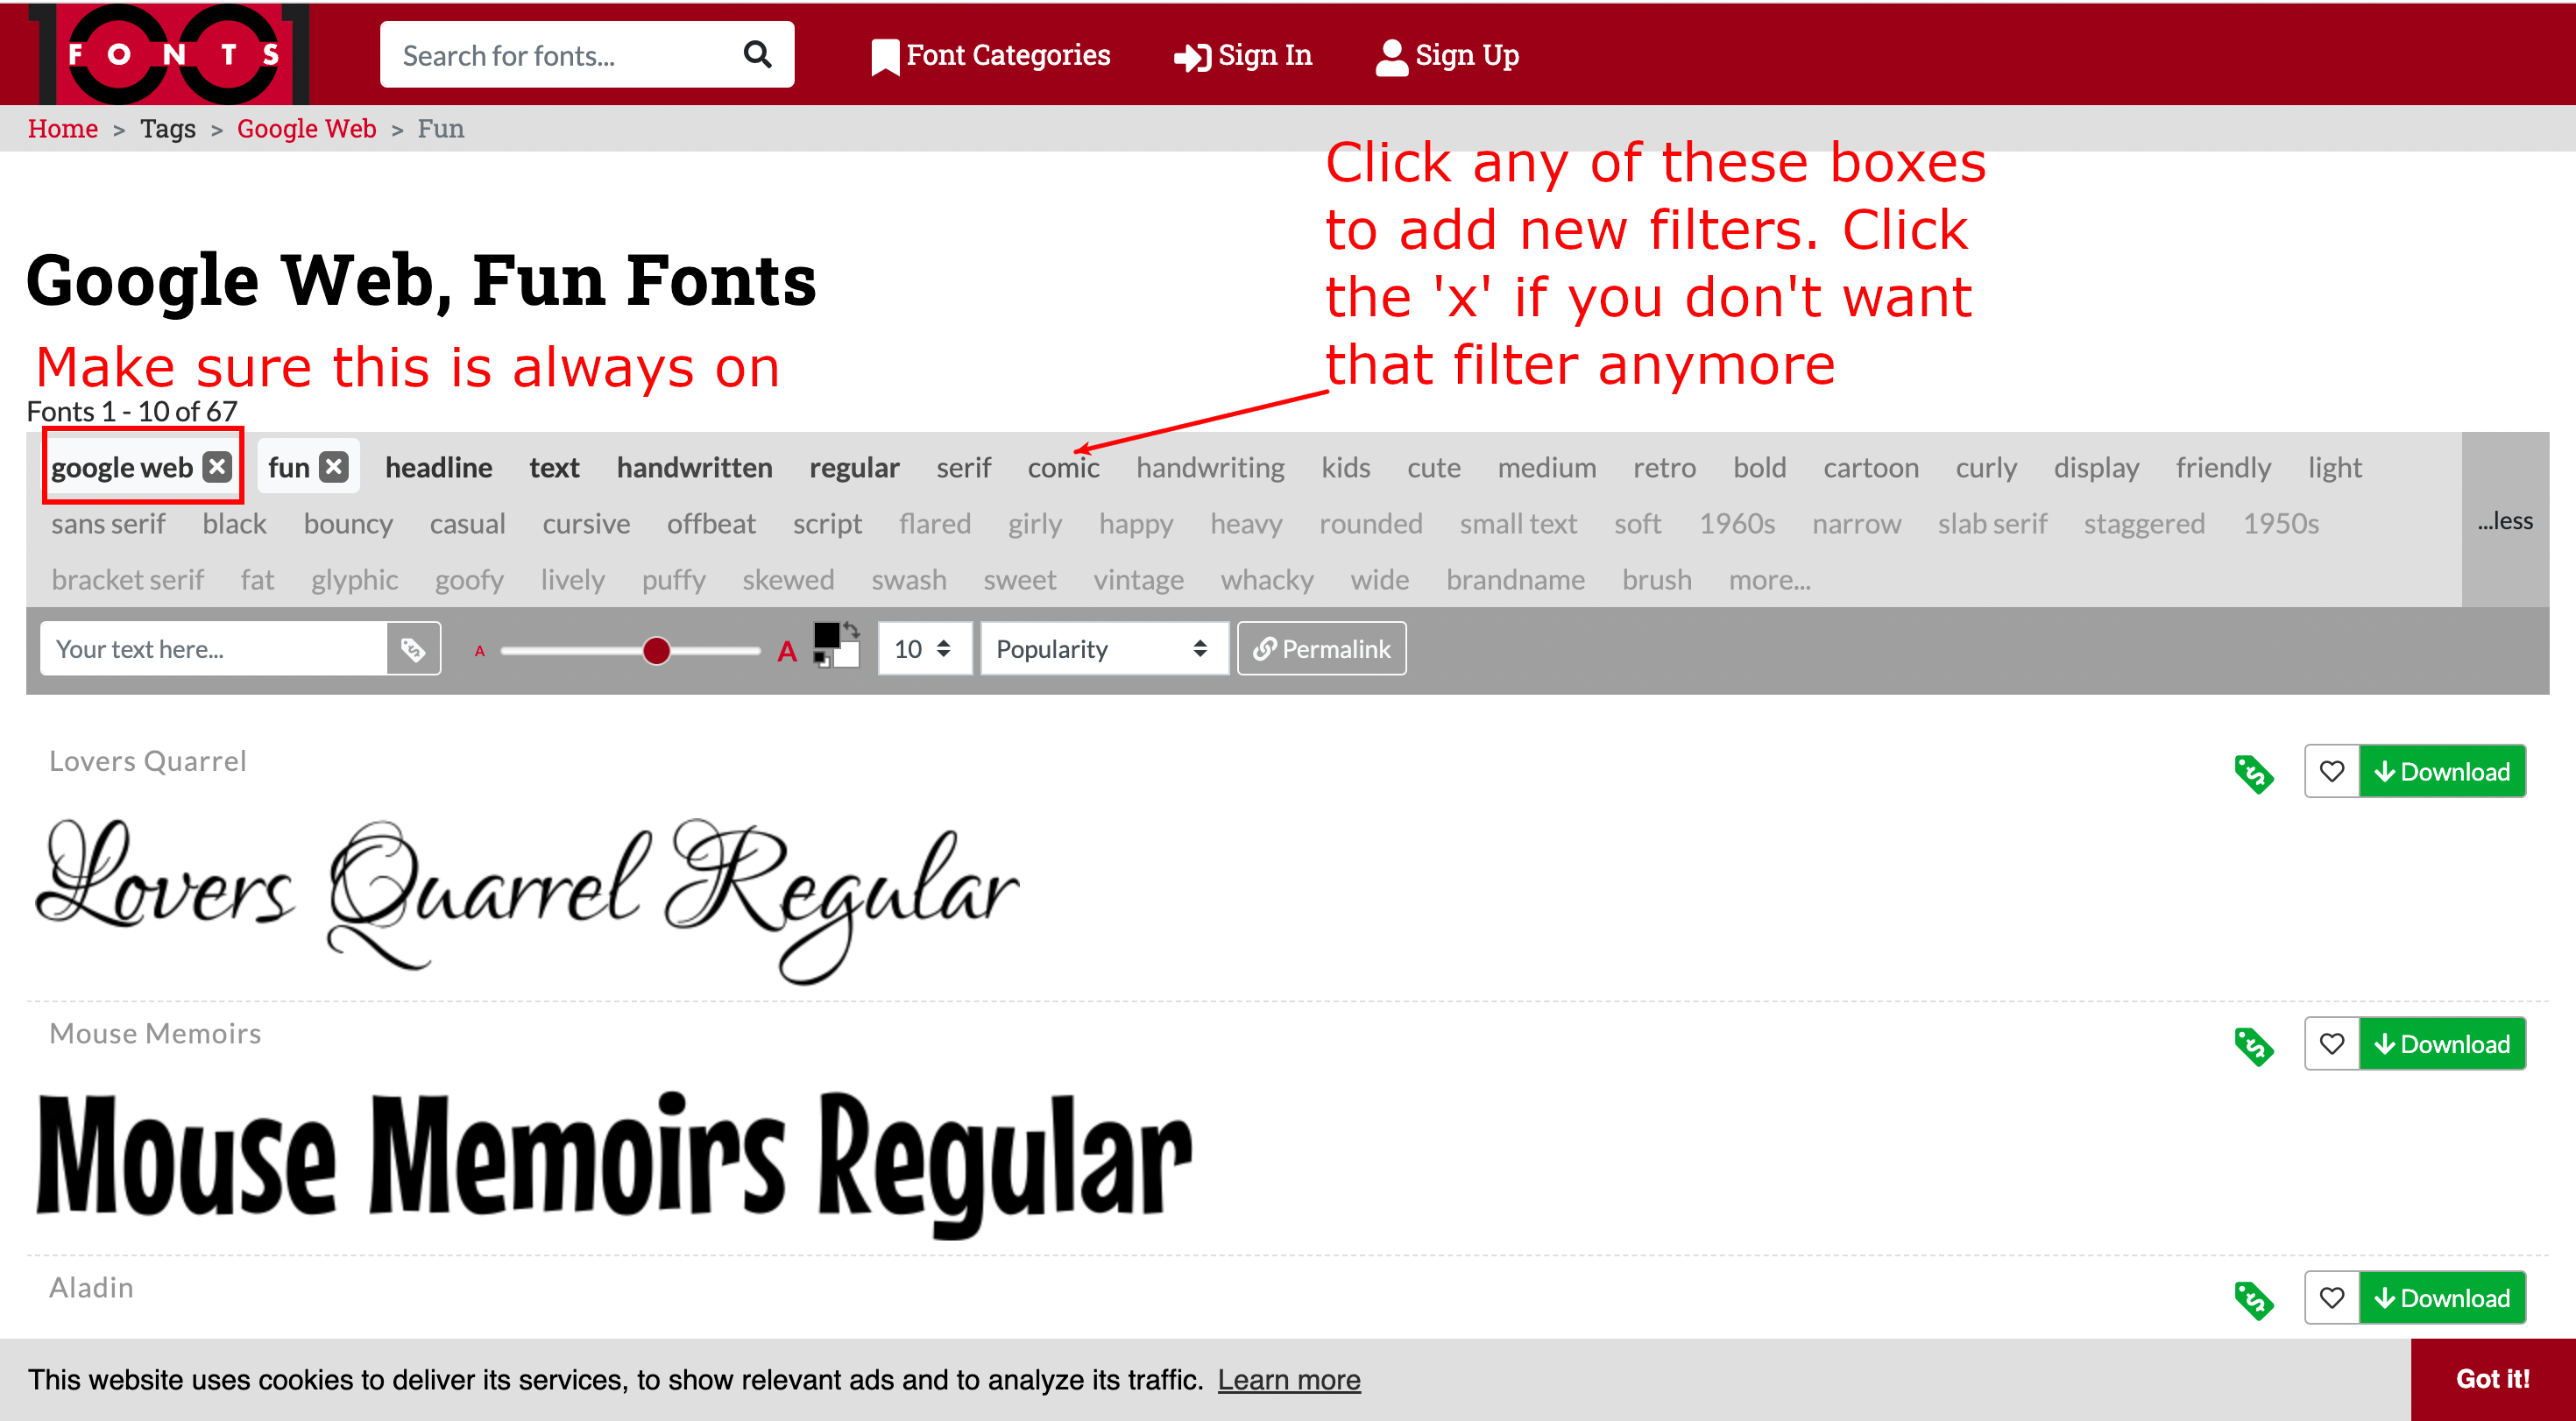 1001 FONTS
Search for fonts...
Font Categories
Sign In
Sign Up
Home > Tags > Google Web > Fun
Click any of these boxes
to add new filters. Click
the 'x' if you don't want
that filter anymore
Google Web, Fun Fonts
Make sure this is always on
Fonts 1 - 10 of 67
google web x fun x headline text handwritten regular serif comic handwriting kids cute medium retro bold cartoon curly display friendly light
sans serif black bouncy casual cursive offbeat script flared girly happy heavy rounded small text soft 1960s narrow slab serif staggered 1950s
bracket serif fat glyphic goofy lively puffy skewed swash sweet vintage whacky wide brandname brush more...
...less
Your text here... A A 10 Popularity Permalink
Lovers Quarrel
Download
Lovers Quarrel Regular
Mouse Memoirs
Download
Mouse Memoirs Regular
Aladin
Download
This website uses cookies to deliver its services, to show relevant ads and to analyze its traffic. Learn more
Got it!